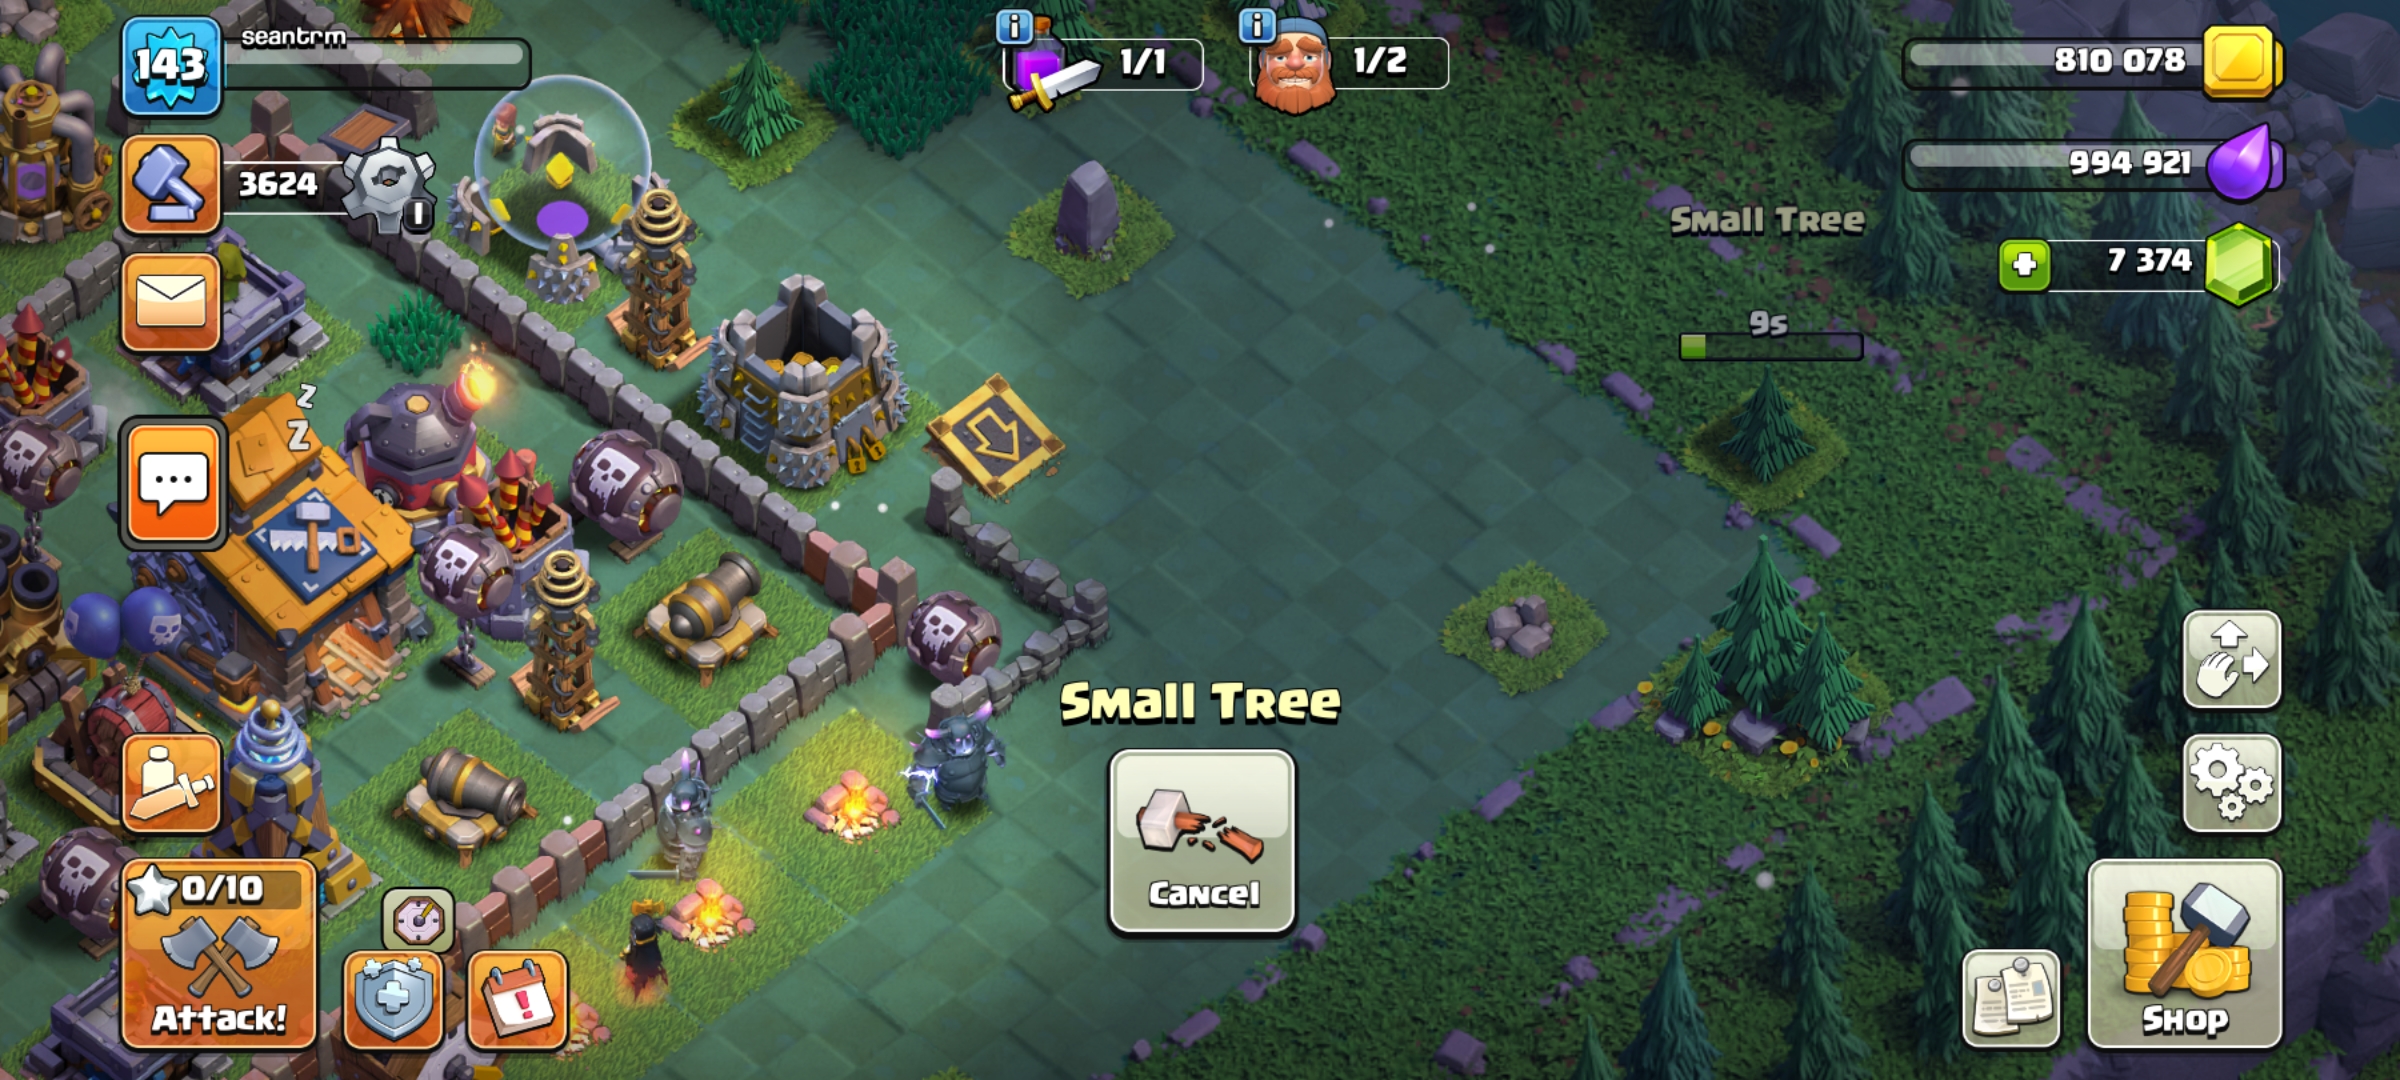 143
seantrm
1/1
1/2
810 078
3624
994 921
Small Tree
7 374
9s
z
Z
Small Tree
Cancel
0/10
Attack!
Shop